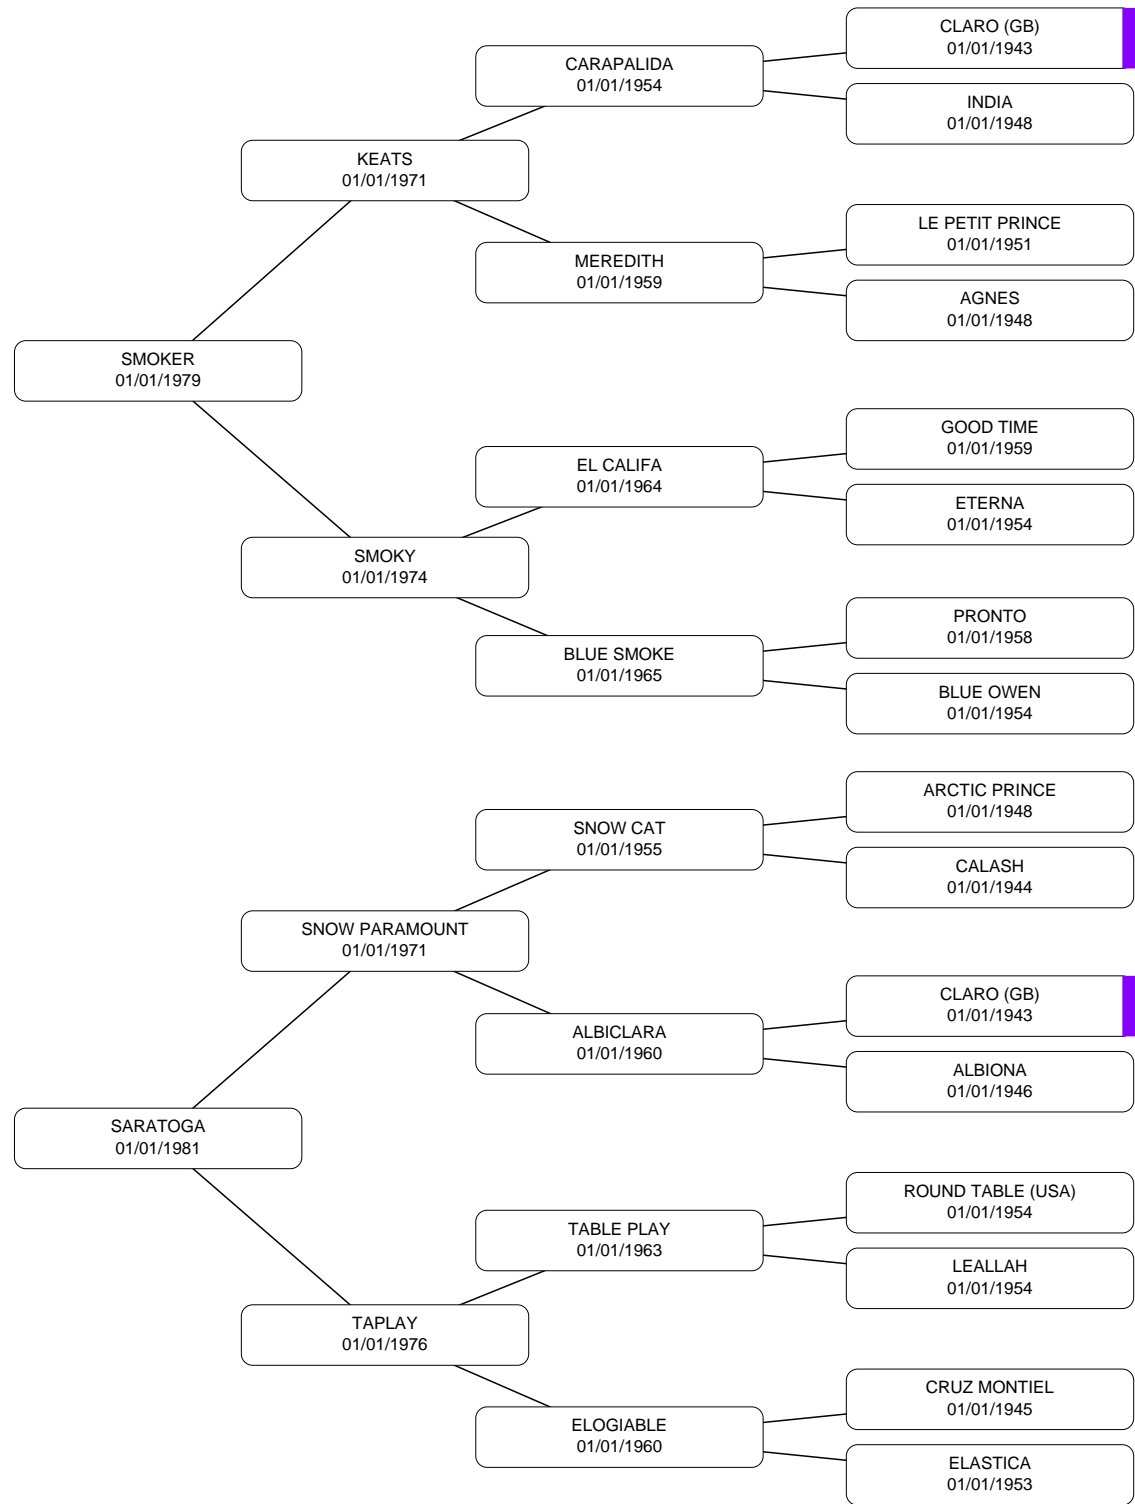 CLARO (GB)
01/01/1943
CARAPALIDA
01/01/1954
INDIA
01/01/1948
KEATS
01/01/1971
LE PETIT PRINCE
01/01/1951
MEREDITH
01/01/1959
AGNES
01/01/1948
SMOKER
01/01/1979
GOOD TIME
01/01/1959
EL CALIFA
01/01/1964
ETERNA
01/01/1954
SMOKY
01/01/1974
PRONTO
01/01/1958
BLUE SMOKE
01/01/1965
BLUE OWEN
01/01/1954
ARCTIC PRINCE
01/01/1948
SNOW CAT
01/01/1955
CALASH
01/01/1944
SNOW PARAMOUNT
01/01/1971
CLARO (GB)
01/01/1943
ALBICLARA
01/01/1960
ALBIONA
01/01/1946
SARATOGA
01/01/1981
ROUND TABLE (USA)
01/01/1954
TABLE PLAY
01/01/1963
LEALLAH
01/01/1954
TAPLAY
01/01/1976
CRUZ MONTIEL
01/01/1945
ELOGIABLE
01/01/1960
ELASTICA
01/01/1953